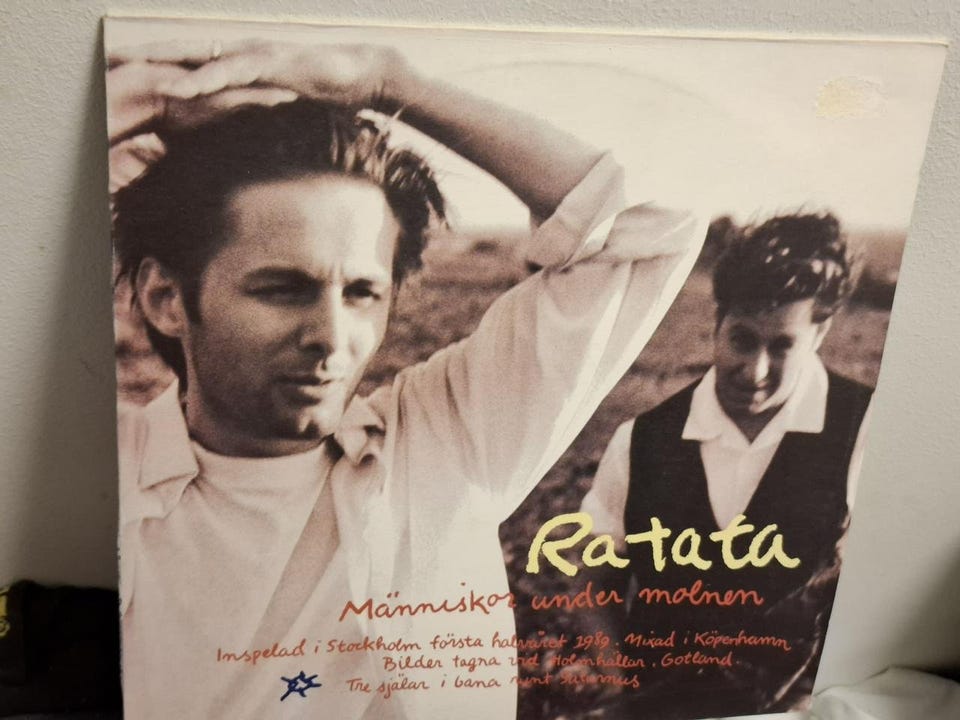 Ratata
Människor under molnen
Inspelad i Stockholm första halvåret 1989. Mixad i Köpenhamn
Bilder tagna vid Holmhällar, Gotland
Tre själar i bana runt Saturnus